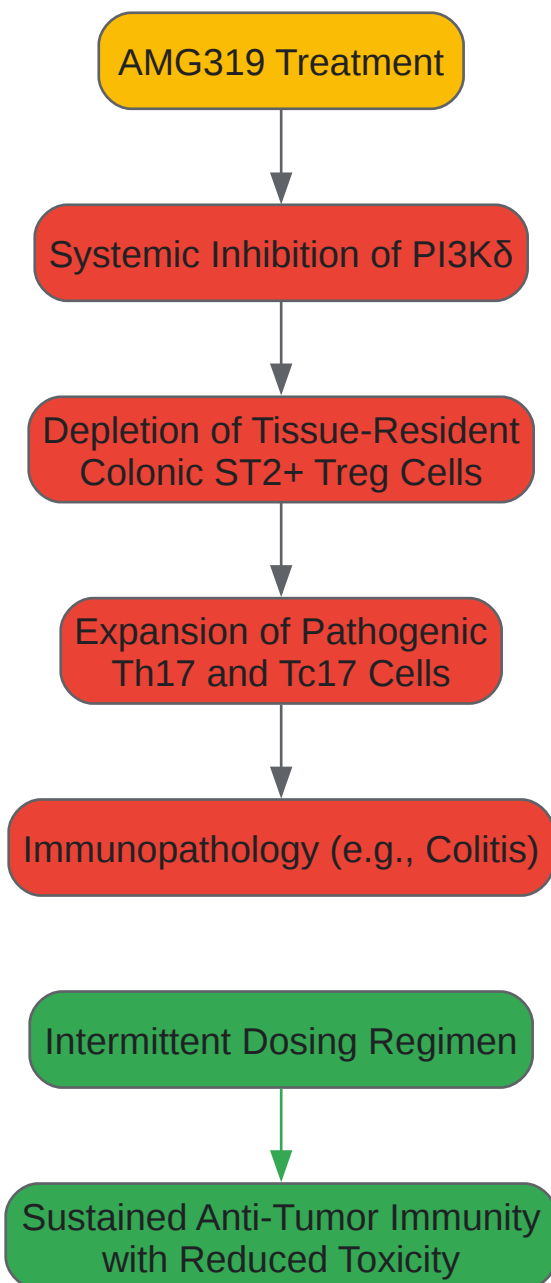 AMG319 Treatment
Systemic Inhibition of PI3Kδ
Depletion of Tissue-Resident
Colonic ST2+ Treg Cells
Expansion of Pathogenic
Th17 and Tc17 Cells
Immunopathology (e.g., Colitis)
Intermittent Dosing Regimen
Sustained Anti-Tumor Immunity
with Reduced Toxicity